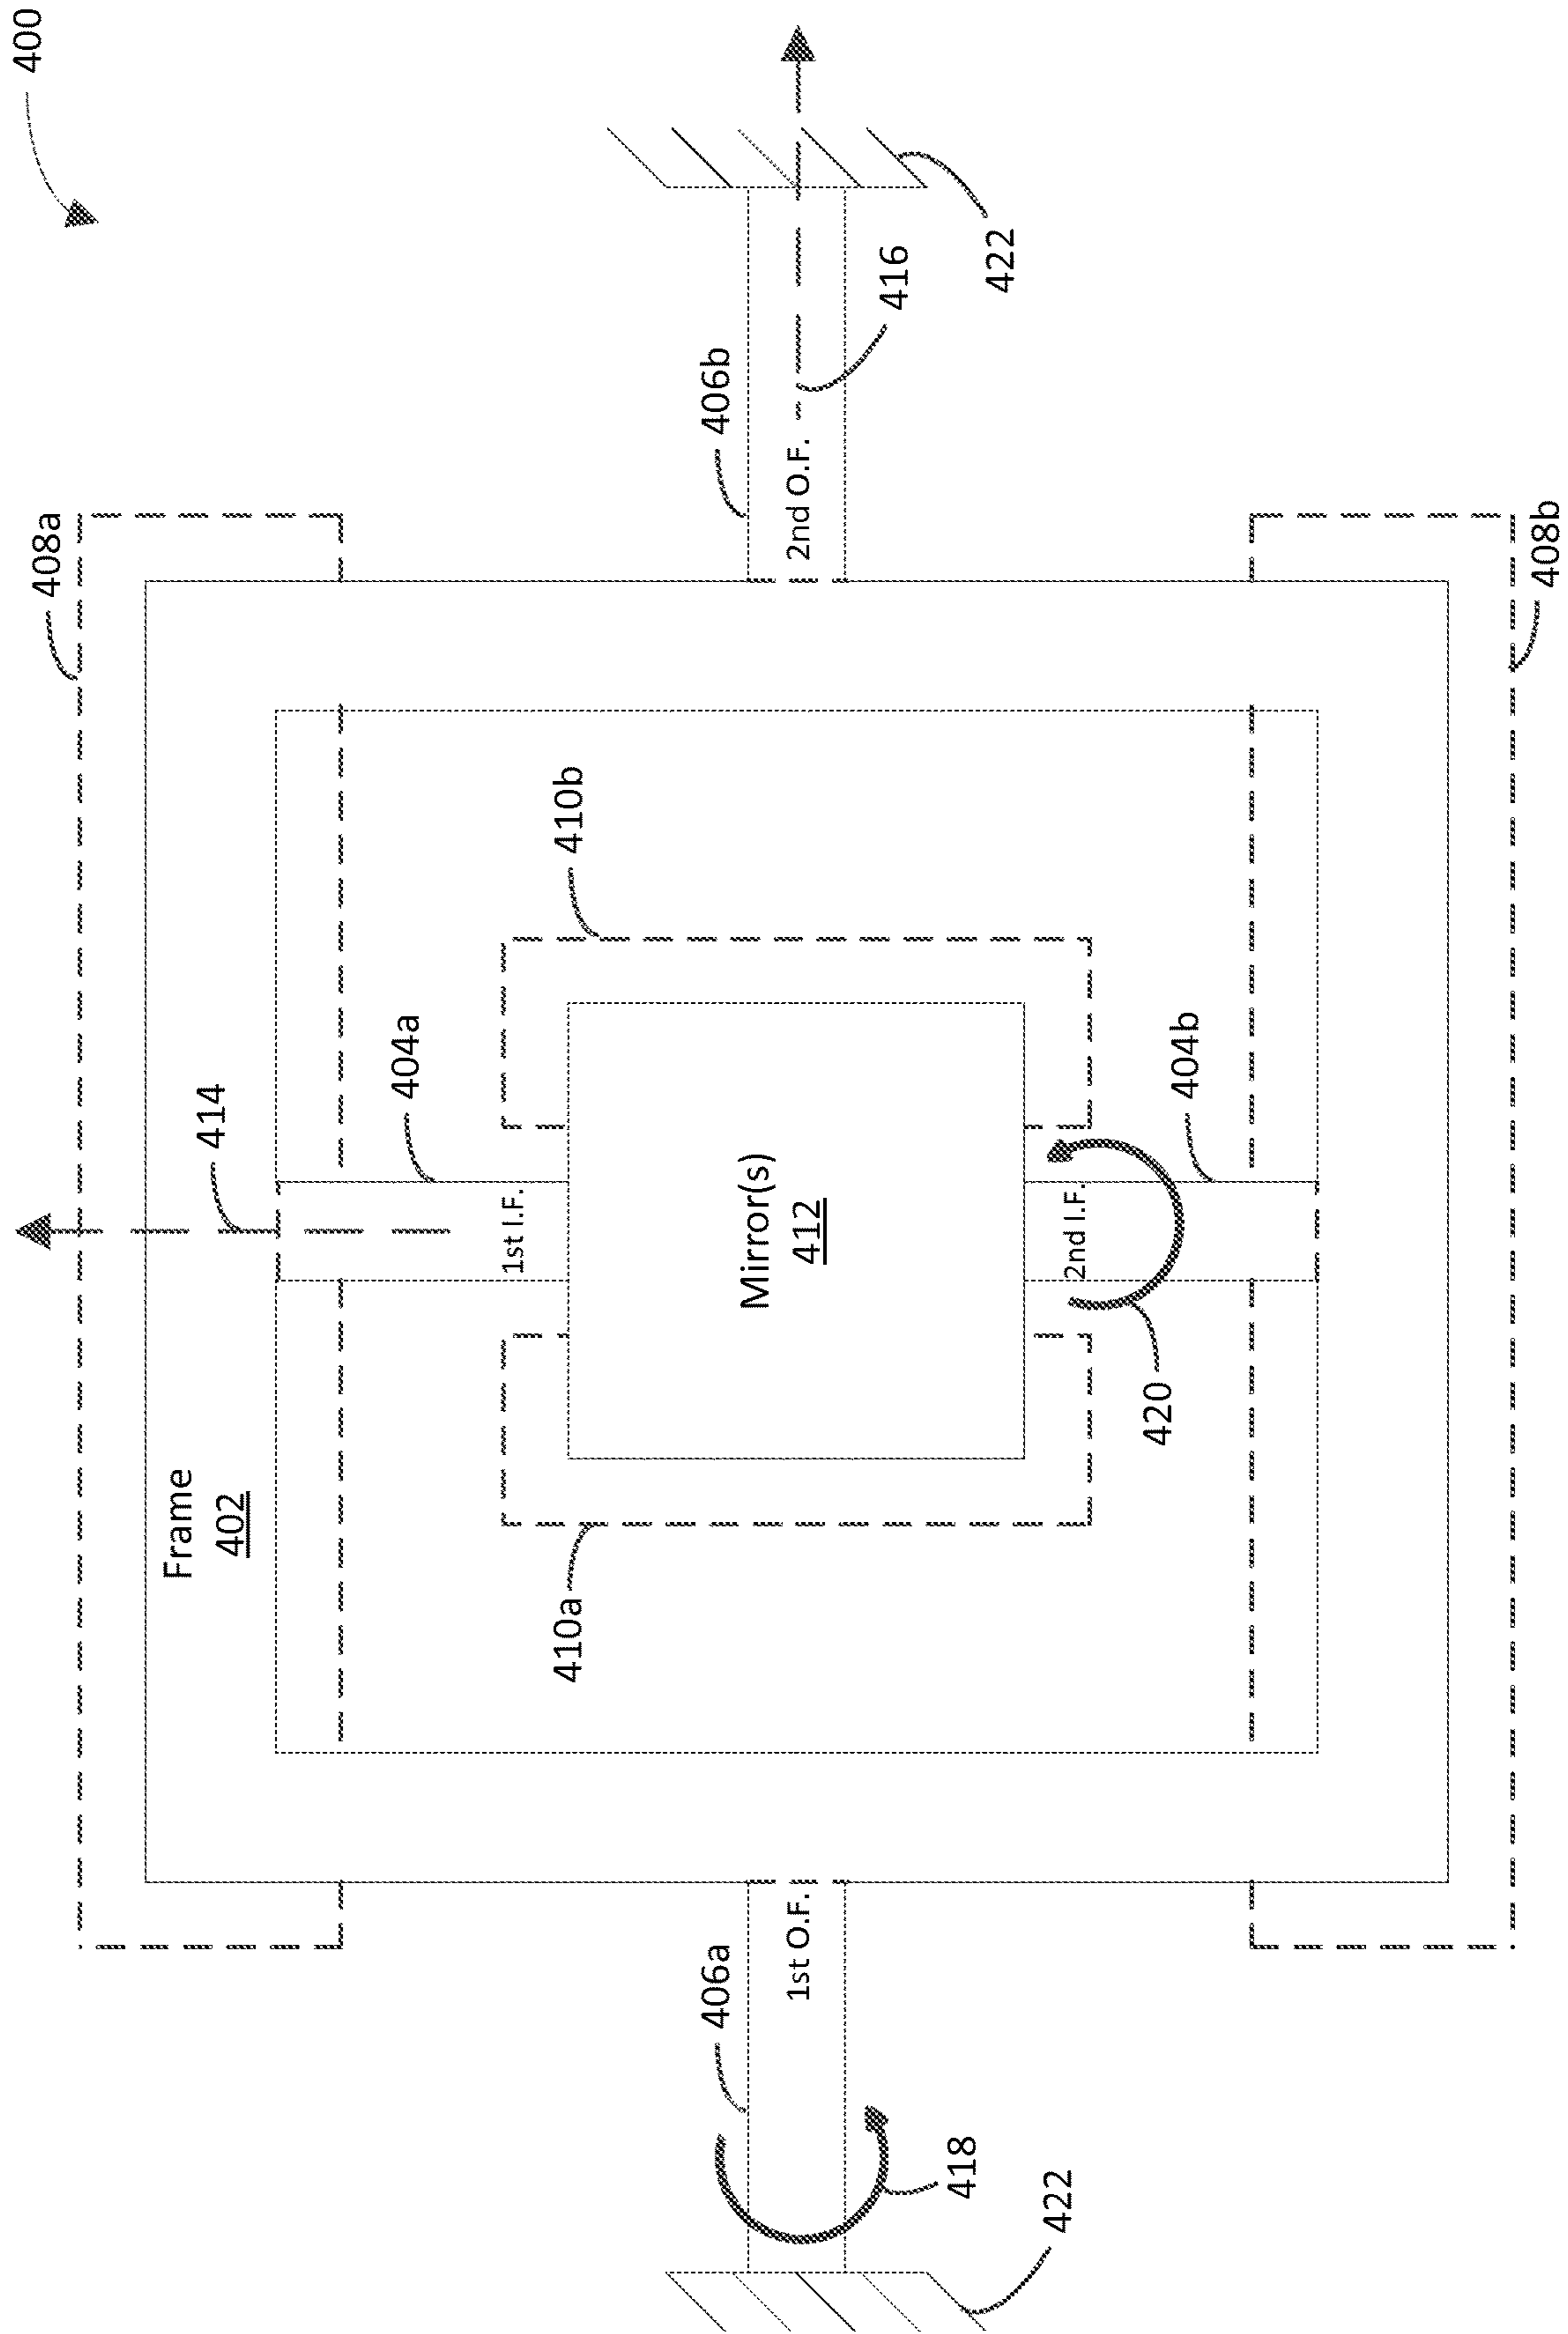 400
408a
414
Frame
402
404a
1st I.F.
410a
410b
406a
1st O.F.
Mirror(s)
412
2nd O.F.
406b
416
422
418
422
2nd I.F.
420
404b
408b